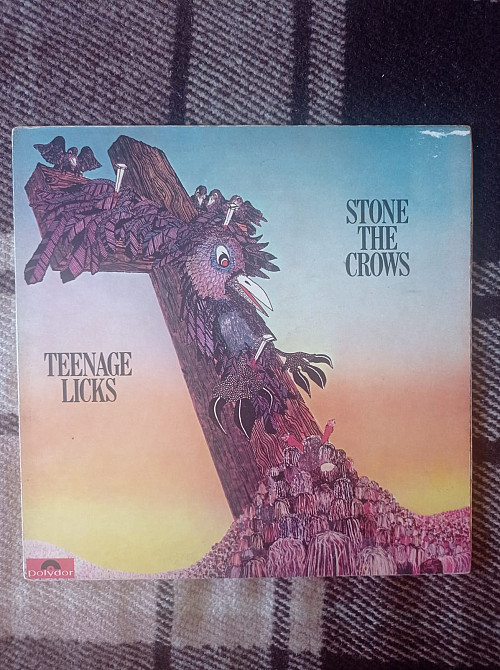 STONE
THE
CROWS
TEENAGE
LICKS
Polydor